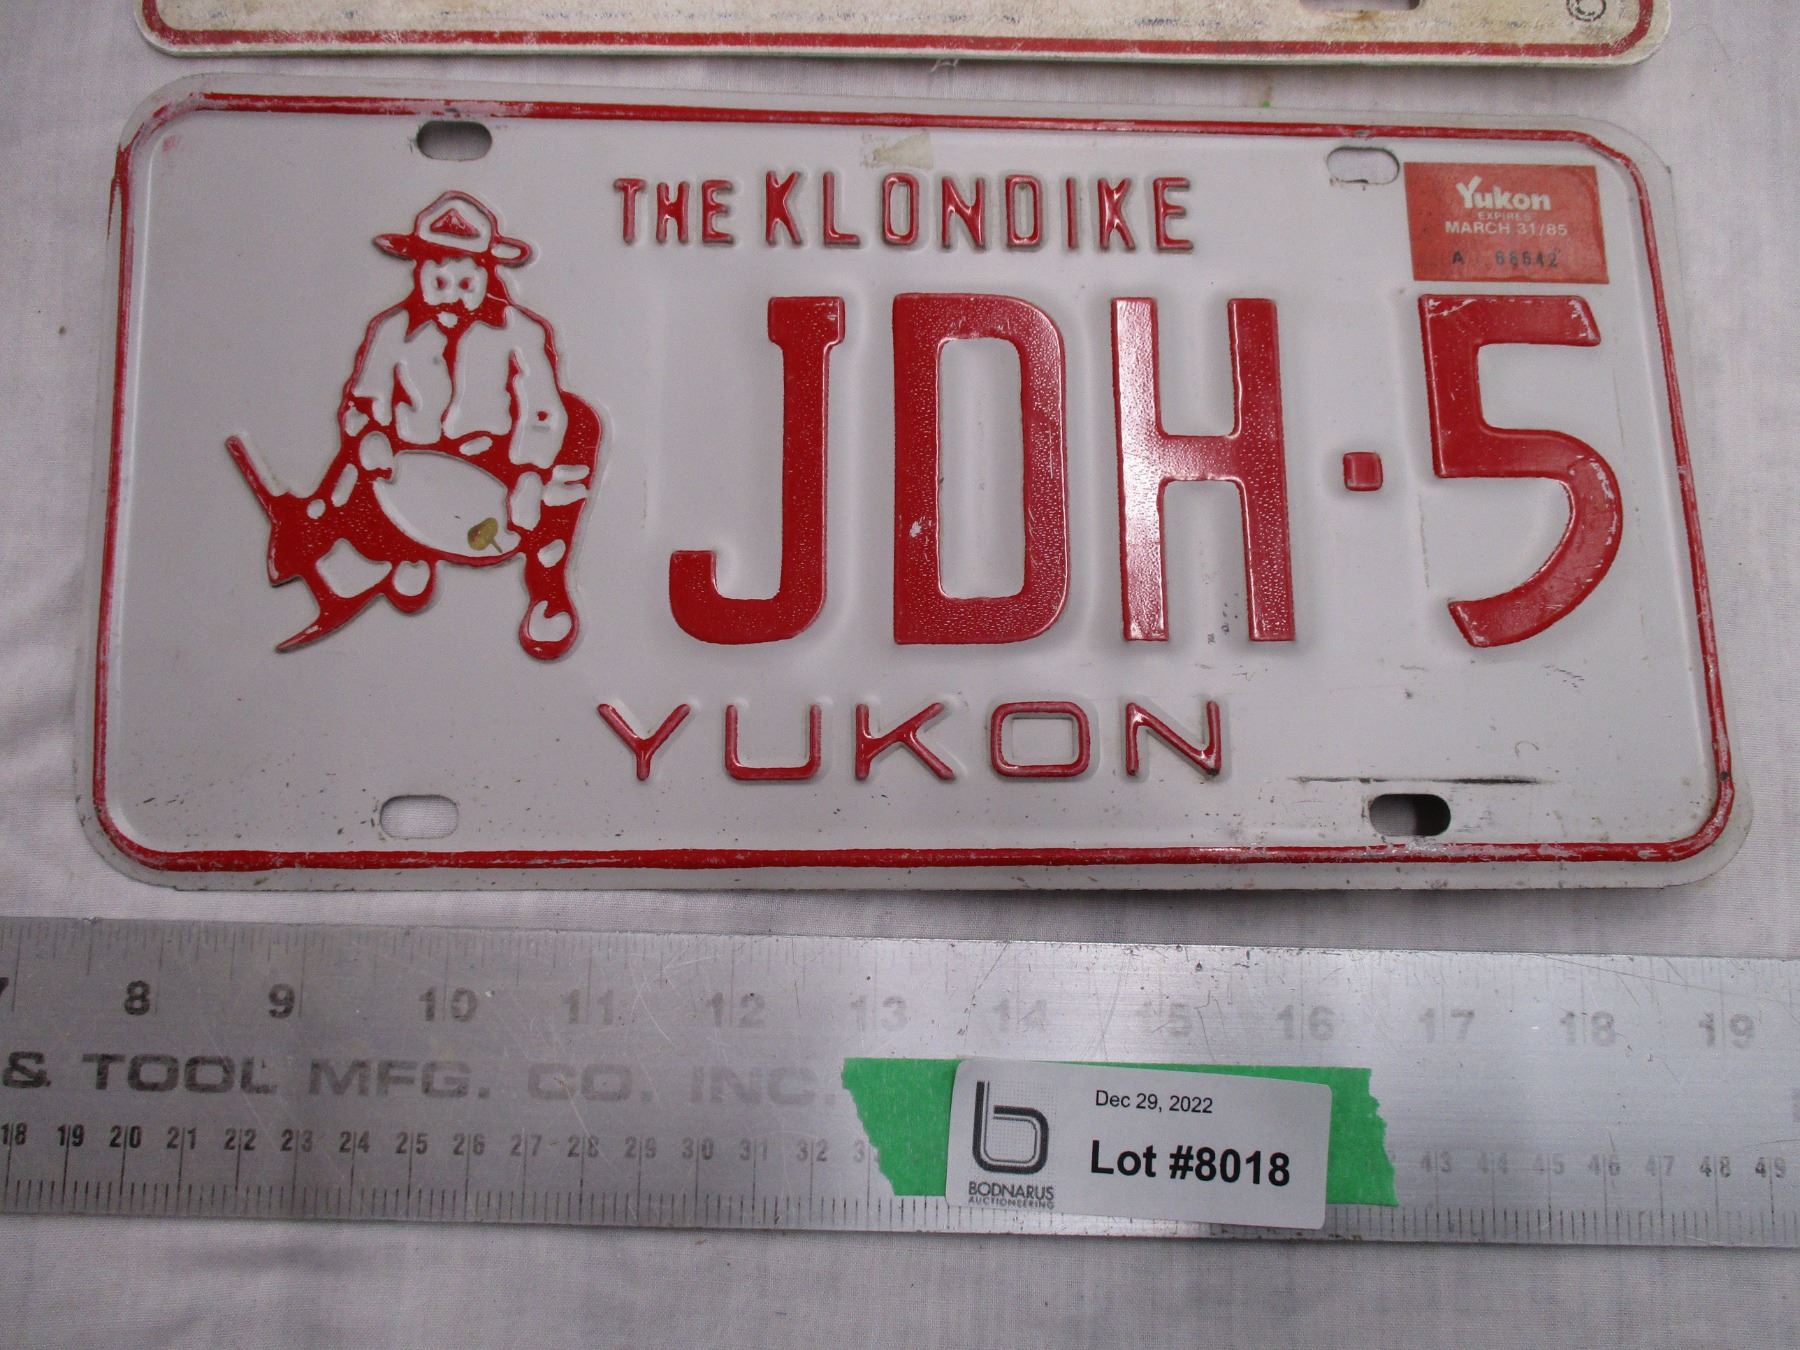 ©
THE KLONDIKE
Yukon
EXPIRES
MARCH 31/85
A 66642
JDH·5
YUKON
7 8 9 10 11 12 13 14 15 16 17 18 19
& TOOL MFG. CO. INC.
18 19 20 21 22 23 24 25 26 27 28 29 30 31 32 43 44 45 46 47 48 49
Dec 29, 2022
Lot #8018
BODNARUS
AUCTIONEERING